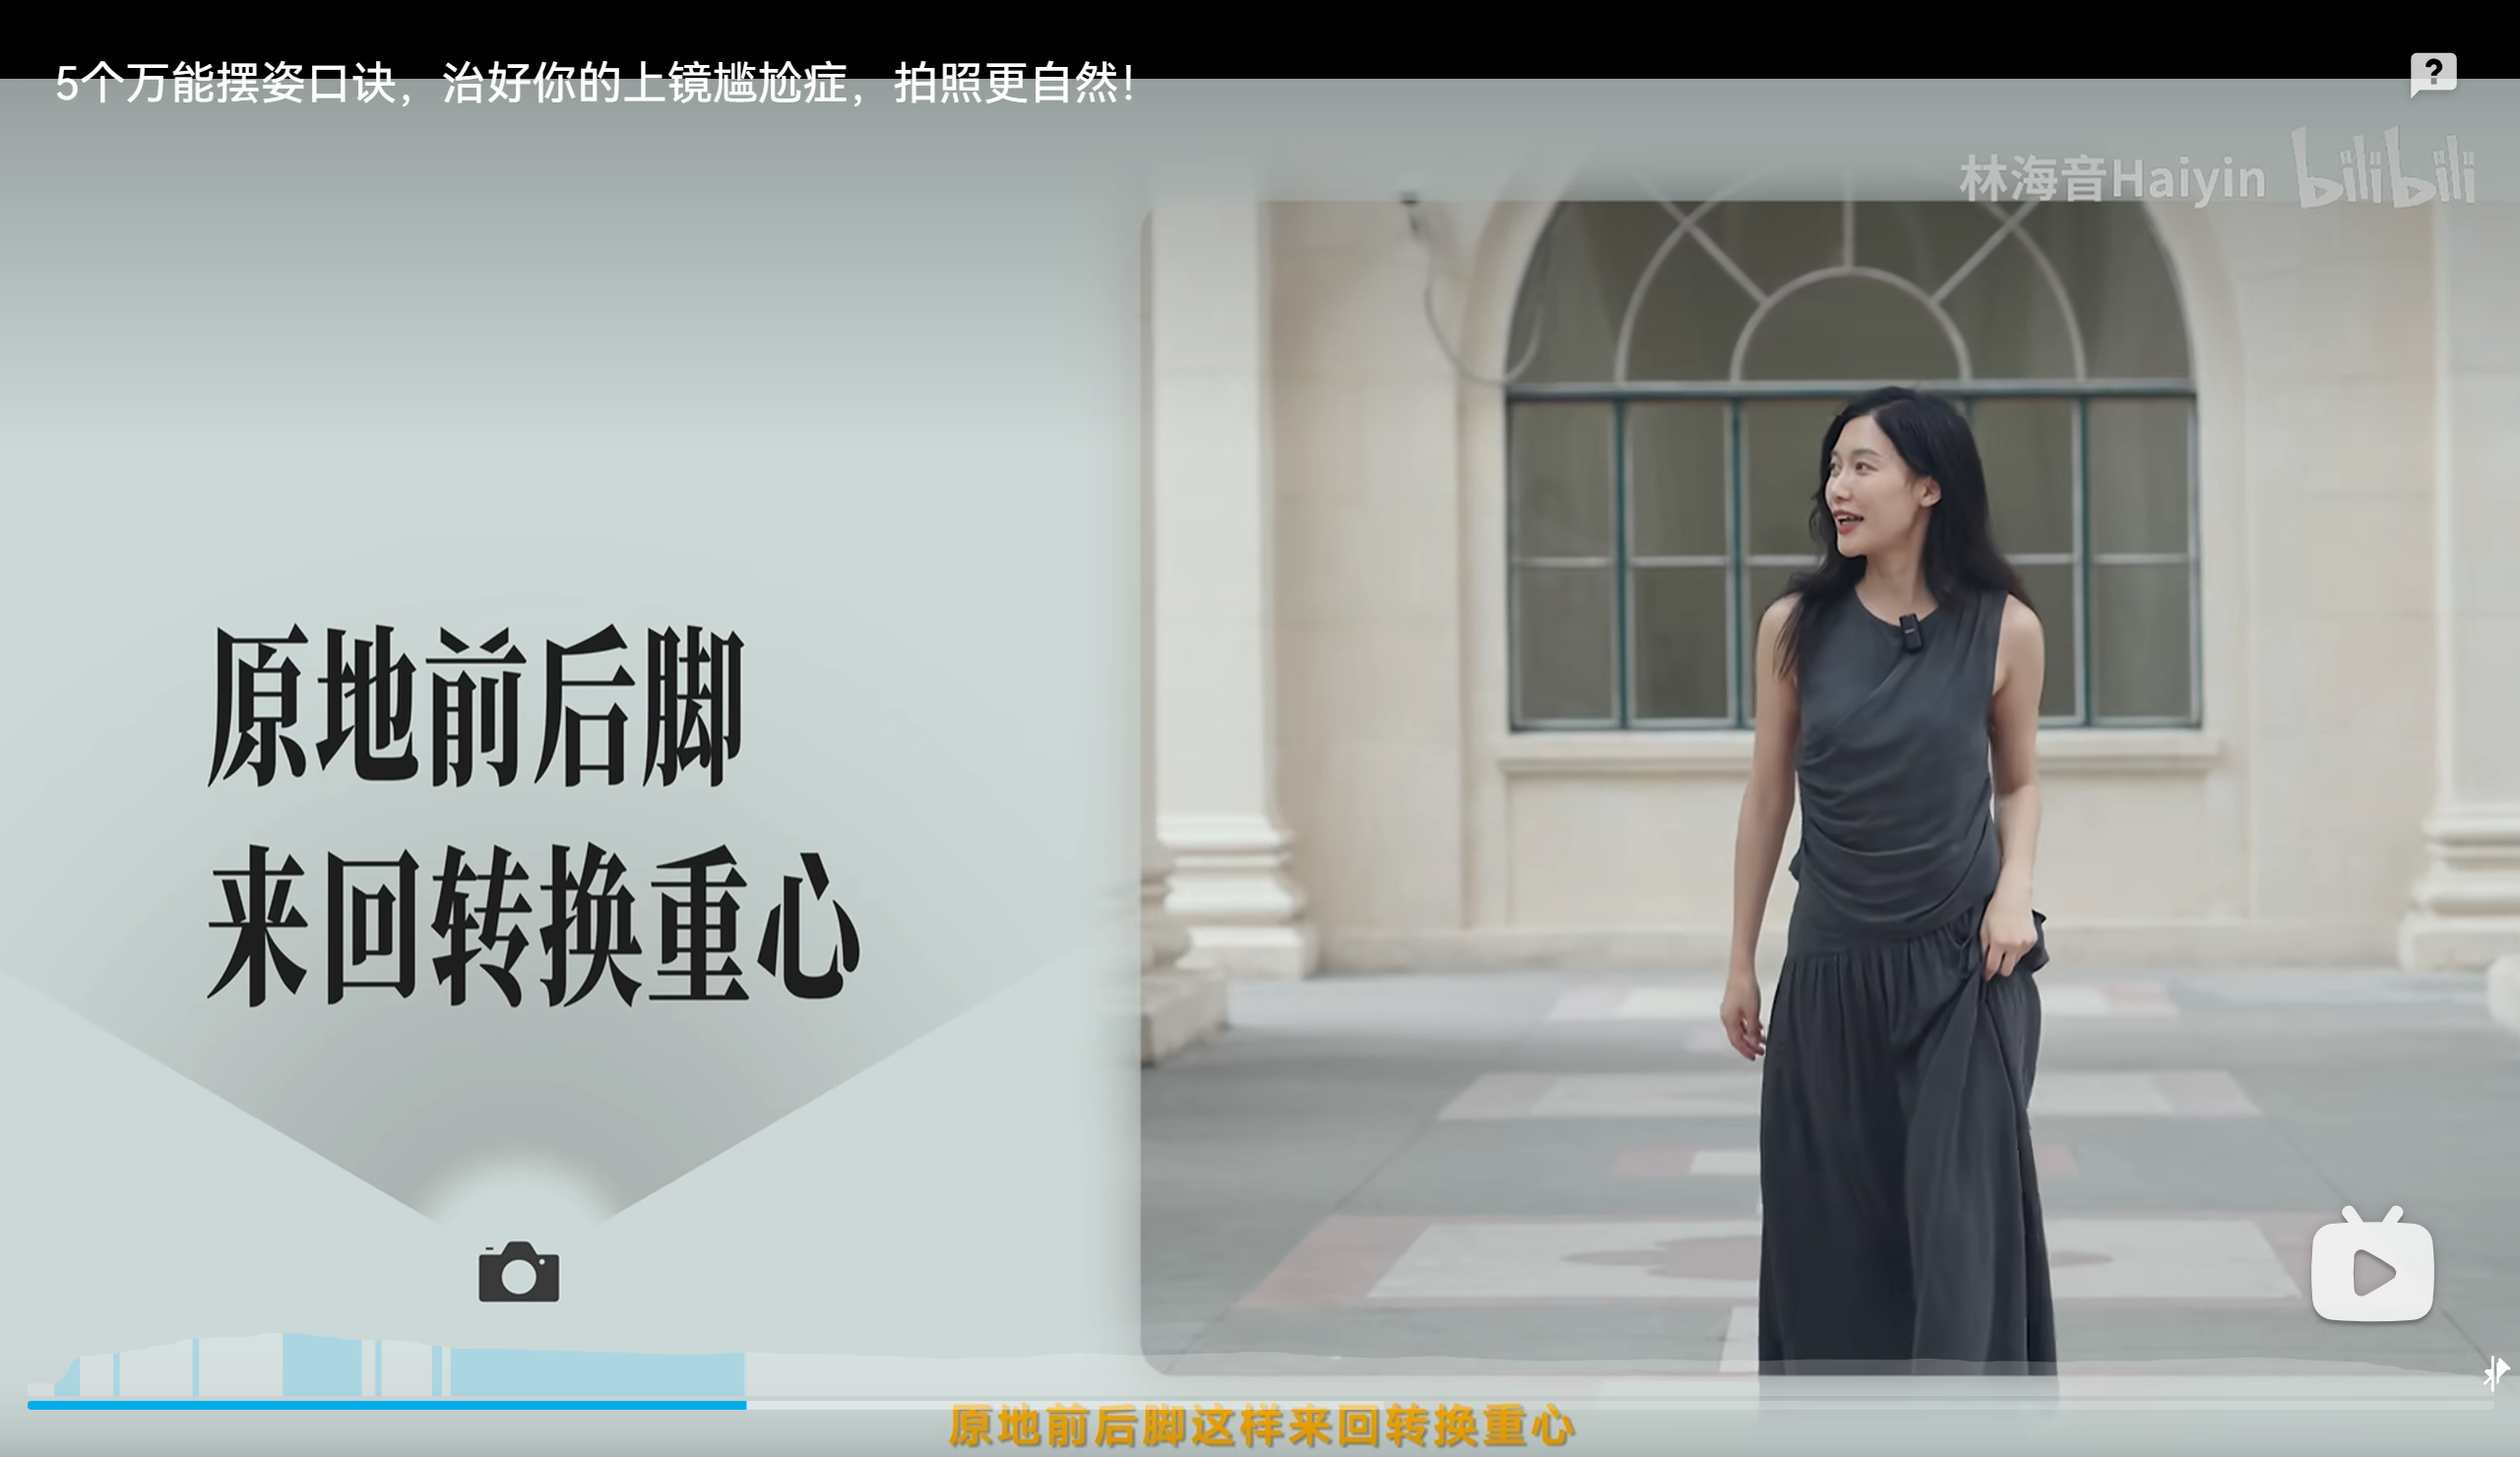 5个万能摆姿口诀，治好你的上镜尴尬症，拍照更自然！
?
林海音Haiyin bilibili
原地前后脚
来回转换重心
原地前后脚这样来回转换重心